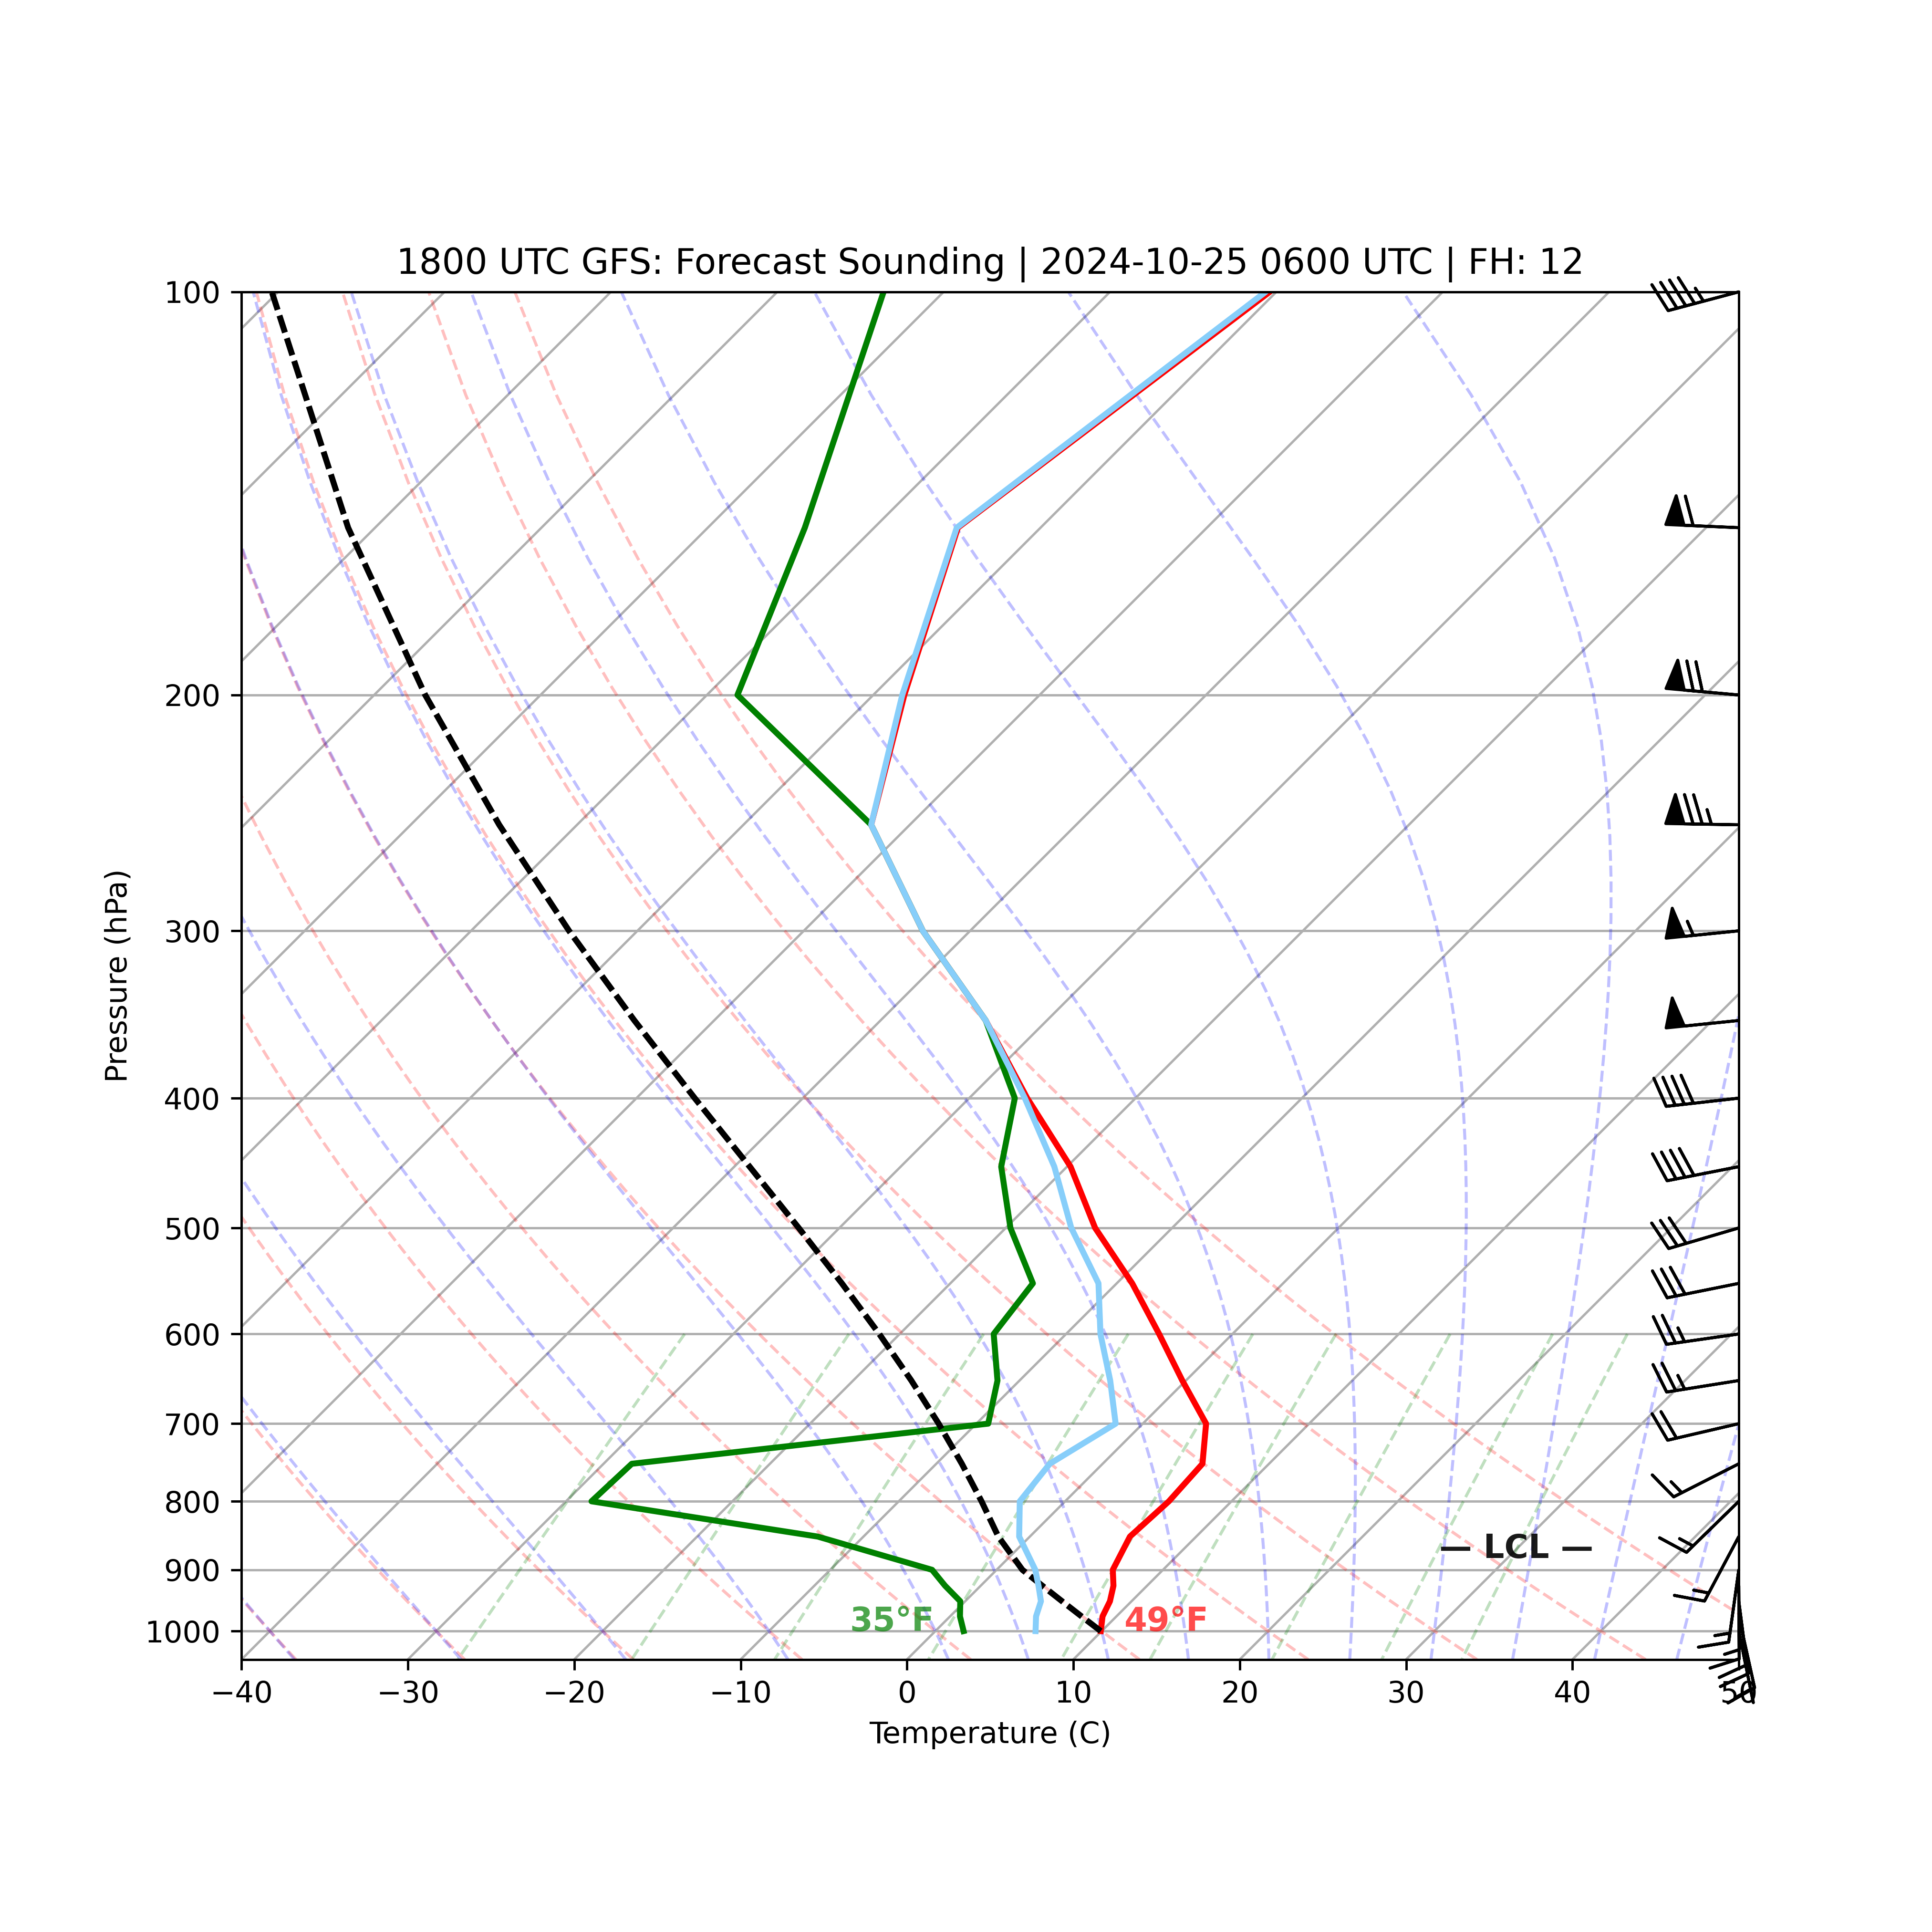 1800 UTC GFS: Forecast Sounding | 2024-10-25 0600 UTC | FH: 12
100
200
300
400
500
600
700
800
900
1000
Pressure (hPa)
— LCL —
35°F
49°F
−40 −30 −20 −10 0 10 20 30 40 50
Temperature (C)